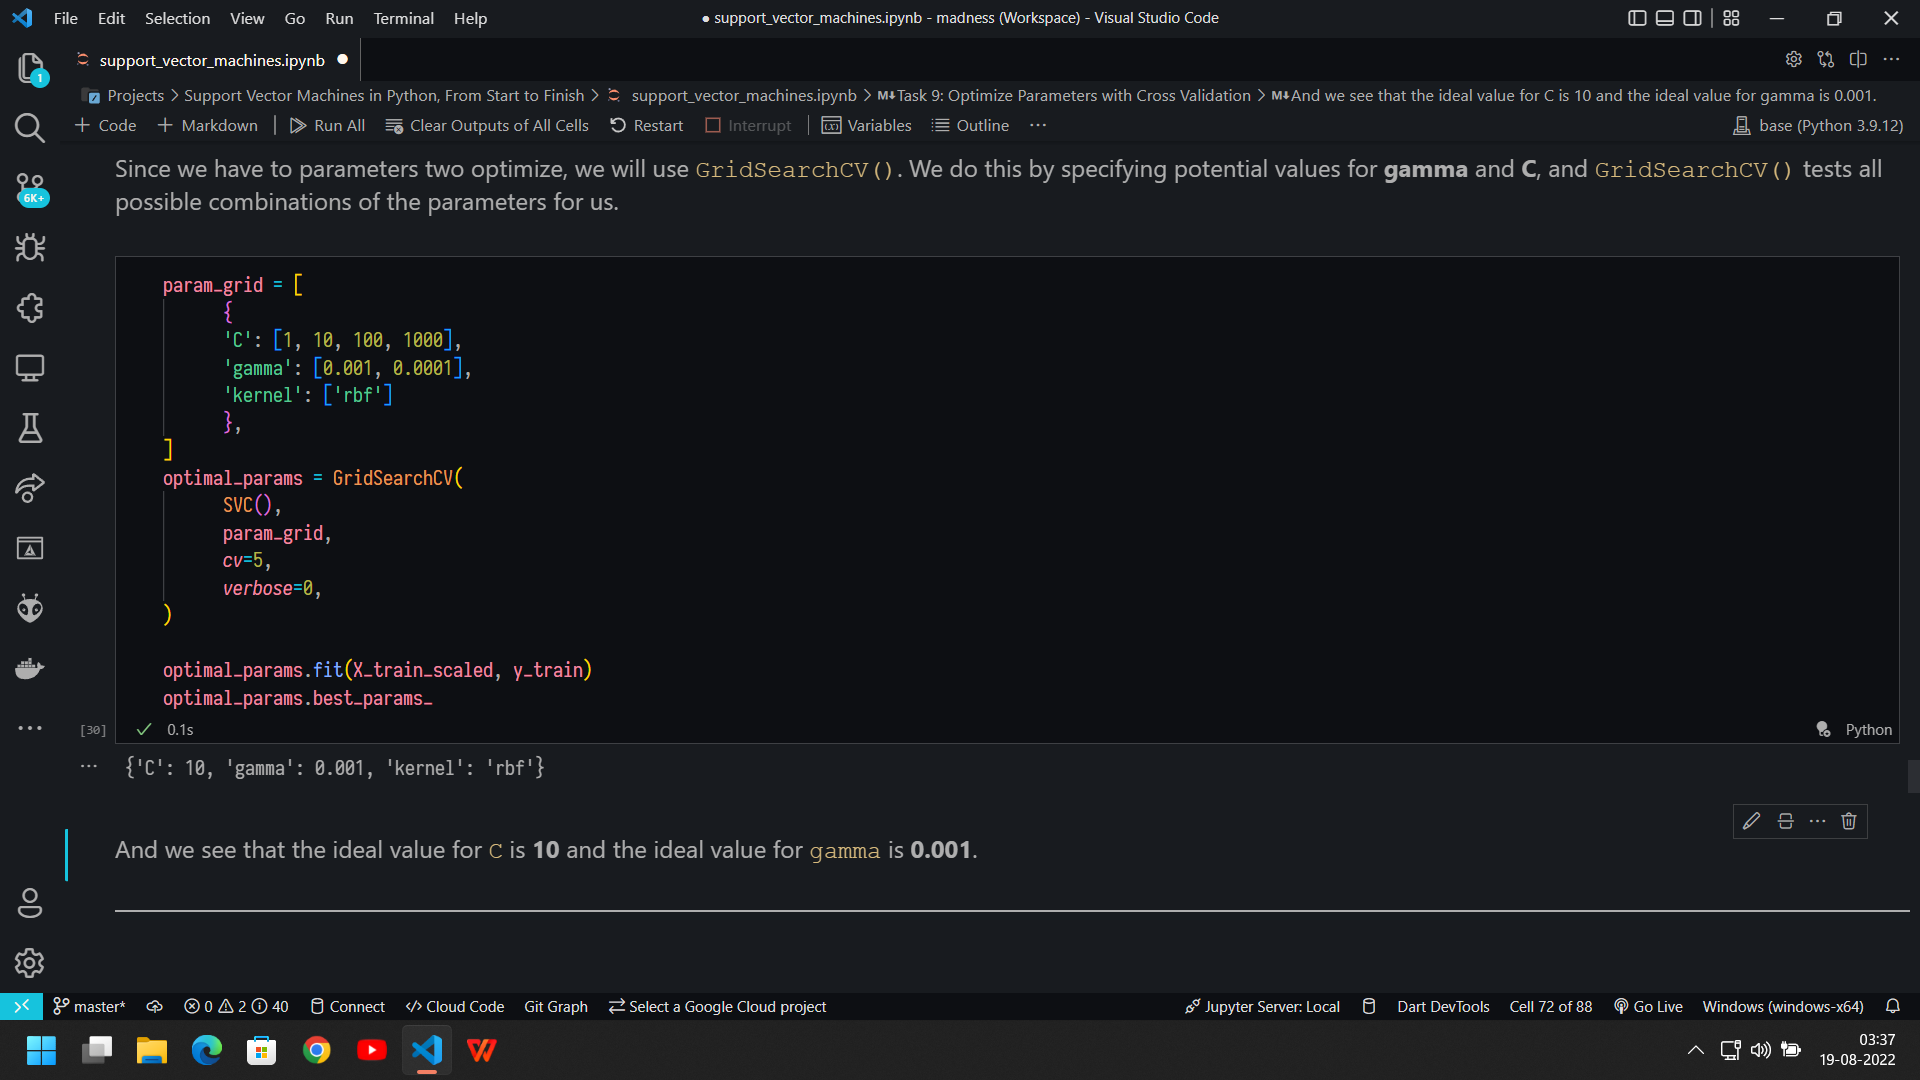 File Edit Selection View Go Run Terminal Help
● support_vector_machines.ipynb - madness (Workspace) - Visual Studio Code
support_vector_machines.ipynb ●
1
Projects > Support Vector Machines in Python, From Start to Finish > support_vector_machines.ipynb > M↓Task 9: Optimize Parameters with Cross Validation > M↓And we see that the ideal value for C is 10 and the ideal value for gamma is 0.001.
+ Code + Markdown | Run All Clear Outputs of All Cells Restart Interrupt | Variables Outline ···
base (Python 3.9.12)
Since we have to parameters two optimize, we will use GridSearchCV(). We do this by specifying potential values for gamma and C, and GridSearchCV() tests all
possible combinations of the parameters for us.
6K+
param_grid = [
{
'C': [1, 10, 100, 1000],
'gamma': [0.001, 0.0001],
'kernel': ['rbf']
},
]
optimal_params = GridSearchCV(
SVC(),
param_grid,
cv=5,
verbose=0,
)
optimal_params.fit(X_train_scaled, y_train)
optimal_params.best_params_
[30] ✓ 0.1s
Python
··· {'C': 10, 'gamma': 0.001, 'kernel': 'rbf'}
And we see that the ideal value for C is 10 and the ideal value for gamma is 0.001.
master* 0 2 40 Connect Cloud Code Git Graph Select a Google Cloud project
Jupyter Server: Local Dart DevTools Cell 72 of 88 Go Live Windows (windows-x64)
03:37
19-08-2022